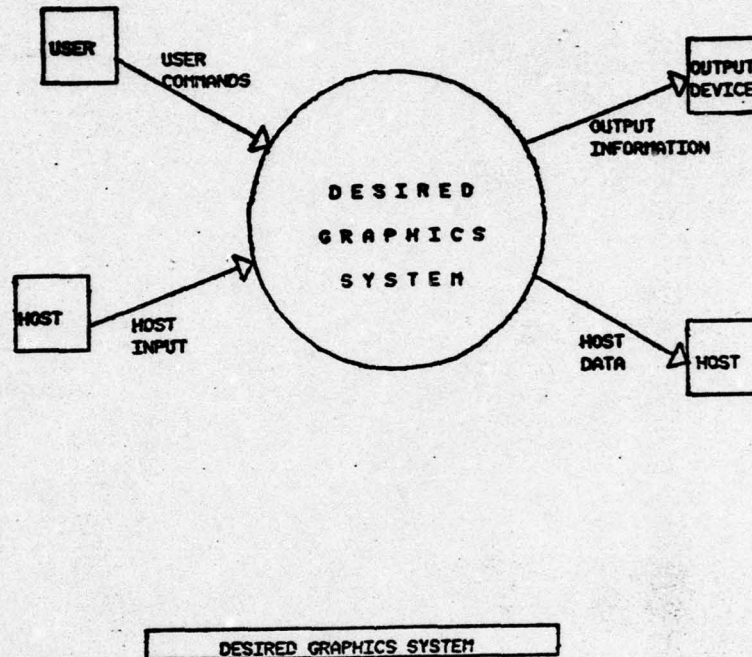 USER
USER
COMMANDS
OUTPUT
DEVICE
OUTPUT
INFORMATION
DESIRED
GRAPHICS
SYSTEM
HOST
HOST
INPUT
HOST
DATA
HOST
DESIRED GRAPHICS SYSTEM